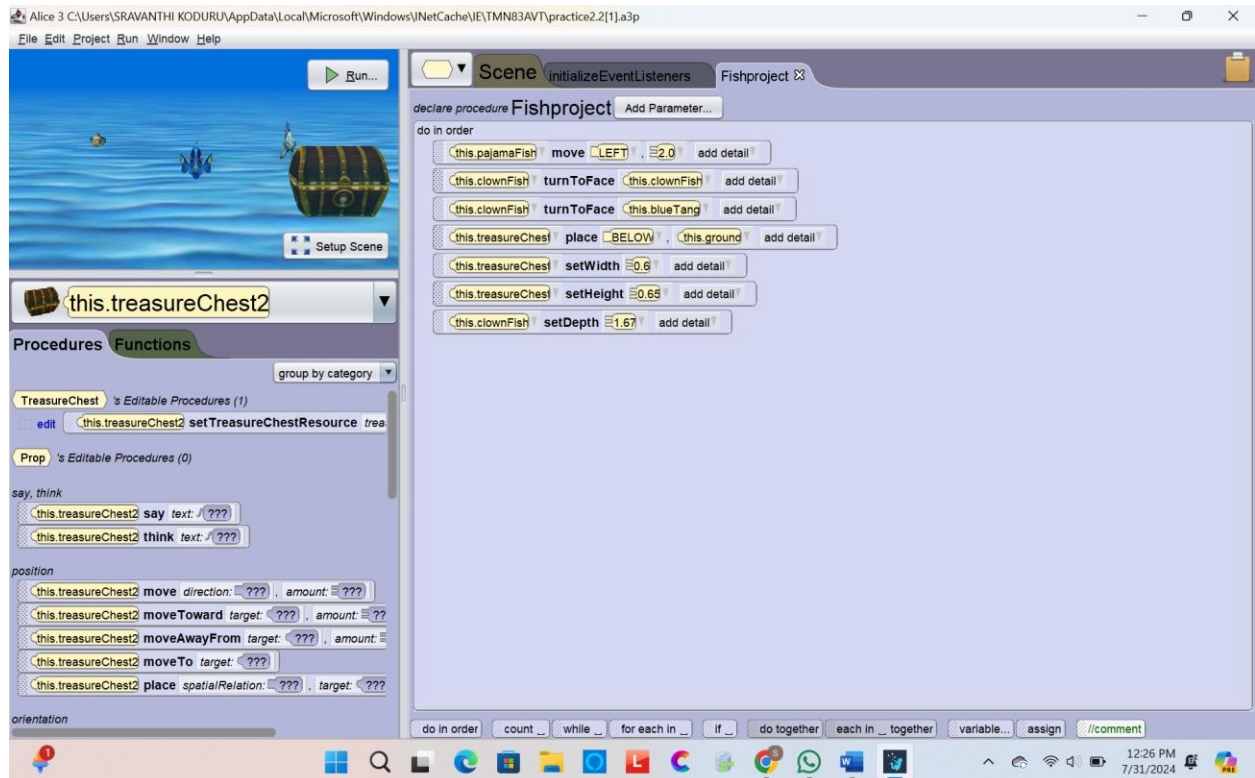 Alice 3 C:\Users\SRAVANTHI KODURU\AppData\Local\Microsoft\Windows\INetCache\IE\TMN83AVT\practice2.2[1].a3p
File Edit Project Run Window Help
Run...
Setup Scene
this.treasureChest2
Procedures Functions
group by category
TreasureChest 's Editable Procedures (1)
edit this.treasureChest2 setTreasureChestResource trea
Prop 's Editable Procedures (0)
say, think
this.treasureChest2 say text: ???
this.treasureChest2 think text: ???
position
this.treasureChest2 move direction: ??? , amount: ???
this.treasureChest2 moveToward target: ??? , amount: ??
this.treasureChest2 moveAwayFrom target: ??? , amount:
this.treasureChest2 moveTo target: ???
this.treasureChest2 place spatialRelation: ??? , target: ???
orientation
Scene initializeEventListeners Fishproject
declare procedure Fishproject Add Parameter...
do in order
this.pajamaFish move LEFT , 2.0 add detail
this.clownFish turnToFace this.clownFish add detail
this.clownFish turnToFace this.blueTang add detail
this.treasureChest place BELOW , this.ground add detail
this.treasureChest setWidth 0.6 add detail
this.treasureChest setHeight 0.65 add detail
this.clownFish setDepth 1.67 add detail
do in order count _ while _ for each in _ if _ do together each in _ together variable... assign //comment
1
12:26 PM
7/31/2024
PRE